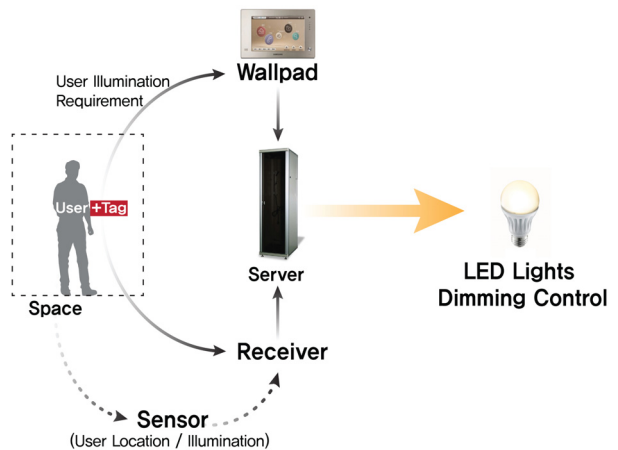 Wallpad
User Illumination
Requirement
User +Tag
Server
LED Lights
Dimming Control
Space
Receiver
Sensor
(User Location / Illumination)